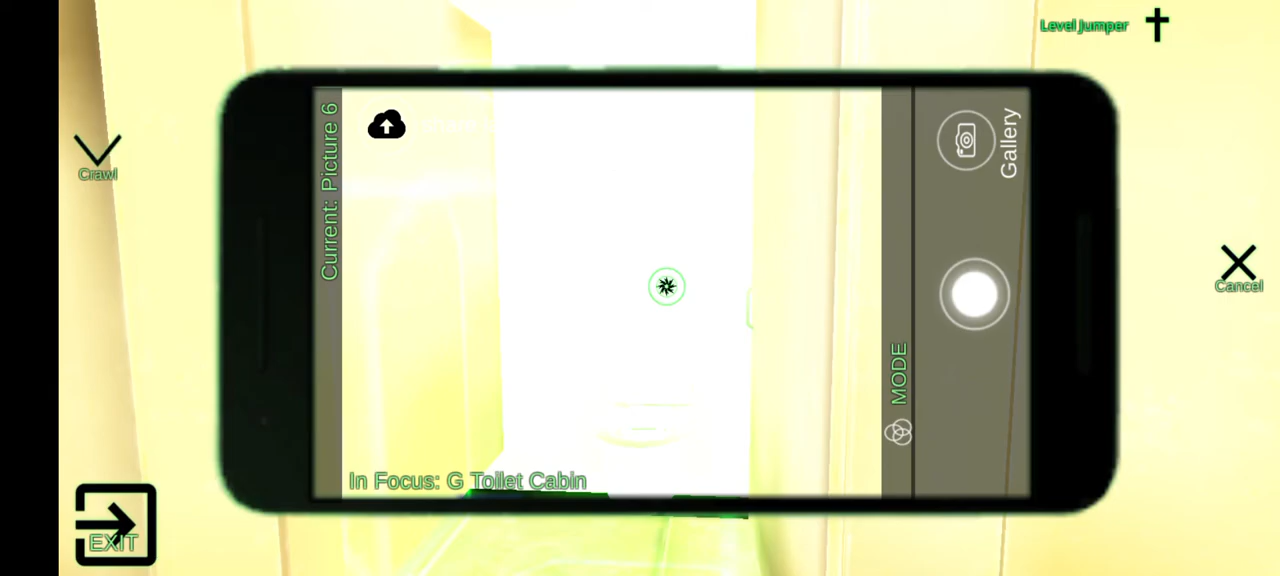 Level Jumper
Current: Picture 6
Gallery
Crawl
Cancel
MODE
In Focus: G Toilet Cabin
EXIT